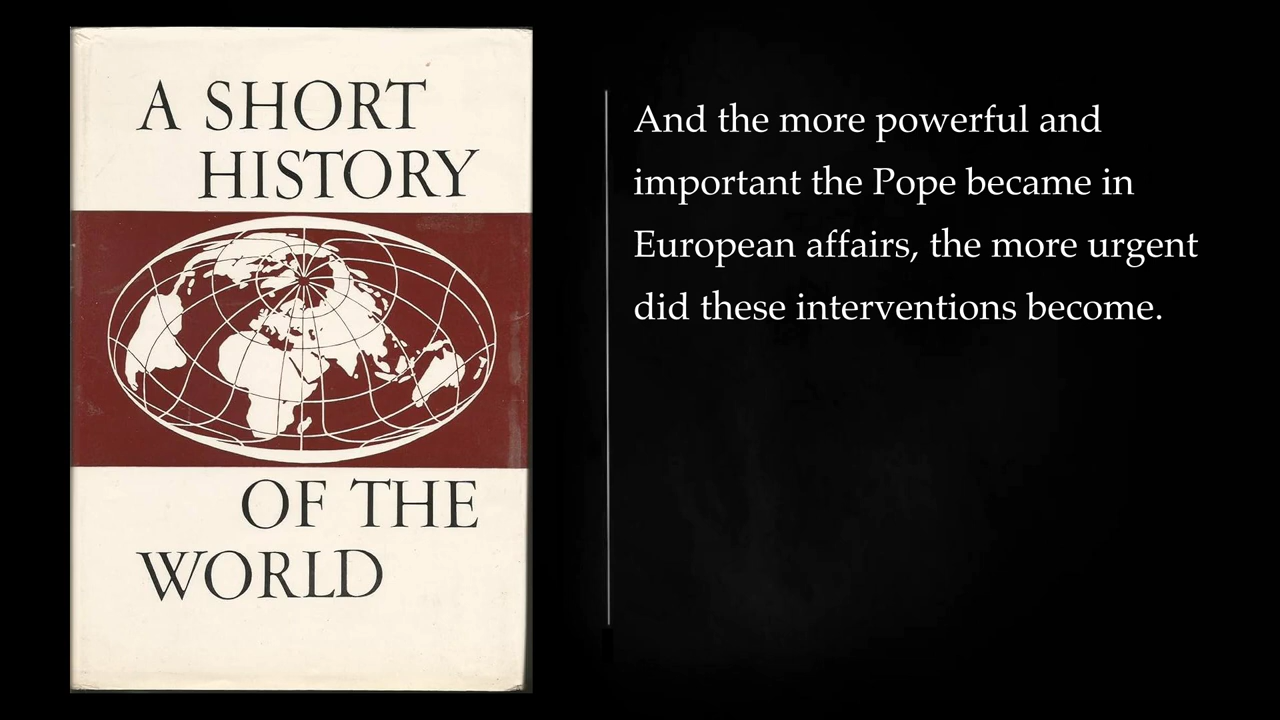 A SHORT
HISTORY
OF THE
WORLD
And the more powerful and
important the Pope became in
European affairs, the more urgent
did these interventions become.